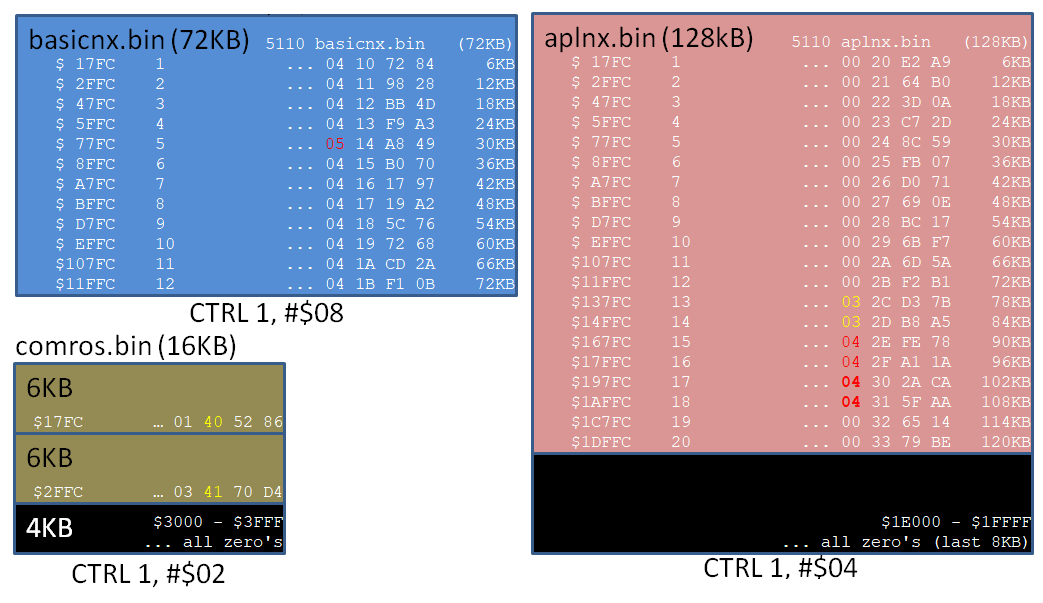 basicnx.bin (72KB) 5110 basicnx.bin (72KB)
$ 17FC 1 ... 04 10 72 84 6KB
$ 2FFC 2 ... 04 11 98 28 12KB
$ 47FC 3 ... 04 12 BB 4D 18KB
$ 5FFC 4 ... 04 13 F9 A3 24KB
$ 77FC 5 ... 05 14 A8 49 30KB
$ 8FFC 6 ... 04 15 B0 70 36KB
$ A7FC 7 ... 04 16 17 97 42KB
$ BFFC 8 ... 04 17 19 A2 48KB
$ D7FC 9 ... 04 18 5C 76 54KB
$ EFFC 10 ... 04 19 72 68 60KB
$107FC 11 ... 04 1A CD 2A 66KB
$11FFC 12 ... 04 1B F1 0B 72KB
CTRL 1, #$08
comros.bin (16KB)
6KB
$17FC ... 01 40 52 86
6KB
$2FFC ... 03 41 70 D4
4KB $3000 - $3FFF
... all zero's
CTRL 1, #$02
aplnx.bin (128kB) 5110 aplnx.bin (128KB)
$ 17FC 1 ... 00 20 E2 A9 6KB
$ 2FFC 2 ... 00 21 64 B0 12KB
$ 47FC 3 ... 00 22 3D 0A 18KB
$ 5FFC 4 ... 00 23 C7 2D 24KB
$ 77FC 5 ... 00 24 8C 59 30KB
$ 8FFC 6 ... 00 25 FB 07 36KB
$ A7FC 7 ... 00 26 D0 71 42KB
$ BFFC 8 ... 00 27 69 0E 48KB
$ D7FC 9 ... 00 28 BC 17 54KB
$ EFFC 10 ... 00 29 6B F7 60KB
$107FC 11 ... 00 2A 6D 5A 66KB
$11FFC 12 ... 00 2B F2 B1 72KB
$137FC 13 ... 03 2C D3 7B 78KB
$14FFC 14 ... 03 2D B8 A5 84KB
$167FC 15 ... 04 2E FE 78 90KB
$17FFC 16 ... 04 2F A1 1A 96KB
$197FC 17 ... 04 30 2A CA 102KB
$1AFFC 18 ... 04 31 5F AA 108KB
$1C7FC 19 ... 00 32 65 14 114KB
$1DFFC 20 ... 00 33 79 BE 120KB
$1E000 - $1FFFF
... all zero's (last 8KB)
CTRL 1, #$04